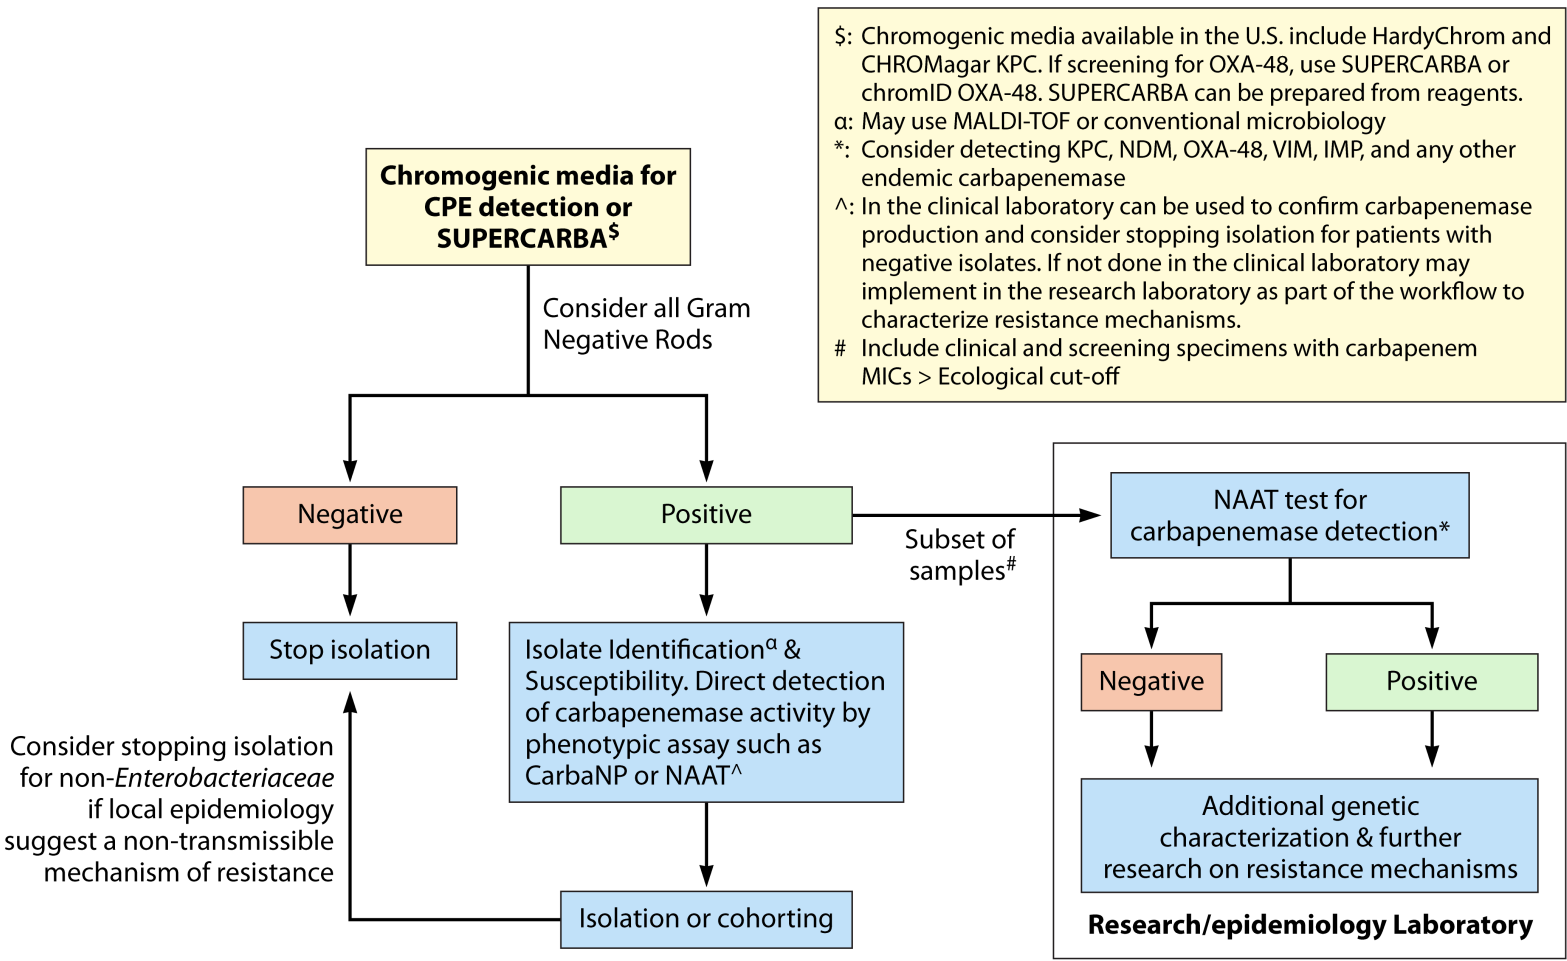 $: Chromogenic media available in the U.S. include HardyChrom and
CHROMagar KPC. If screening for OXA-48, use SUPERCARBA or
chromID OXA-48. SUPERCARBA can be prepared from reagents.
α: May use MALDI-TOF or conventional microbiology
*: Consider detecting KPC, NDM, OXA-48, VIM, IMP, and any other
endemic carbapenemase
^: In the clinical laboratory can be used to confirm carbapenemase
production and consider stopping isolation for patients with
negative isolates. If not done in the clinical laboratory may
implement in the research laboratory as part of the workflow to
characterize resistance mechanisms.
# Include clinical and screening specimens with carbapenem
MICs > Ecological cut-off
Chromogenic media for
CPE detection or
SUPERCARBA$
Consider all Gram
Negative Rods
Negative
Positive
Subset of
samples#
NAAT test for
carbapenemase detection*
Stop isolation
Isolate Identificationα &
Susceptibility. Direct detection
of carbapenemase activity by
phenotypic assay such as
CarbaNP or NAAT^
Negative
Positive
Consider stopping isolation
for non-Enterobacteriaceae
if local epidemiology
suggest a non-transmissible
mechanism of resistance
Additional genetic
characterization & further
research on resistance mechanisms
Isolation or cohorting
Research/epidemiology Laboratory